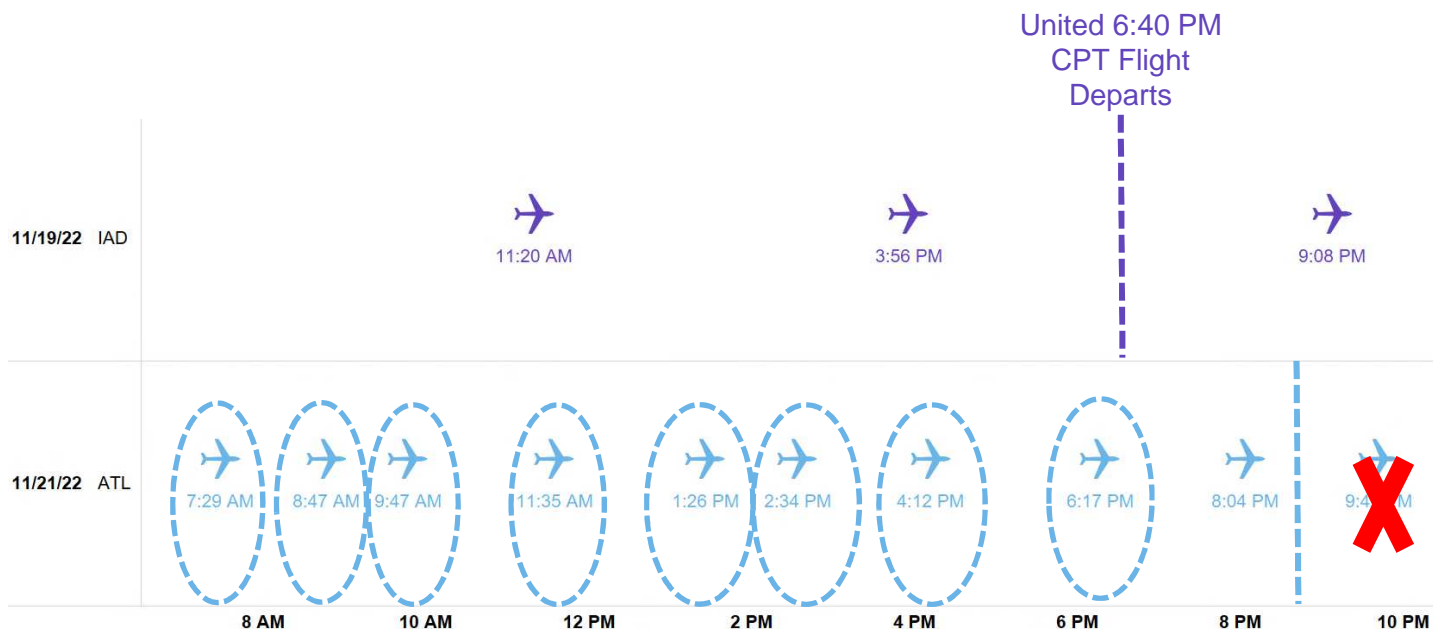 United 6:40 PM
CPT Flight
Departs
11/19/22 IAD
11:20 AM 3:56 PM 9:08 PM
11/21/22 ATL
7:29 AM 8:47 AM 9:47 AM 11:35 AM 1:26 PM 2:34 PM 4:12 PM 6:17 PM 8:04 PM
8 AM 10 AM 12 PM 2 PM 4 PM 6 PM 8 PM 10 PM